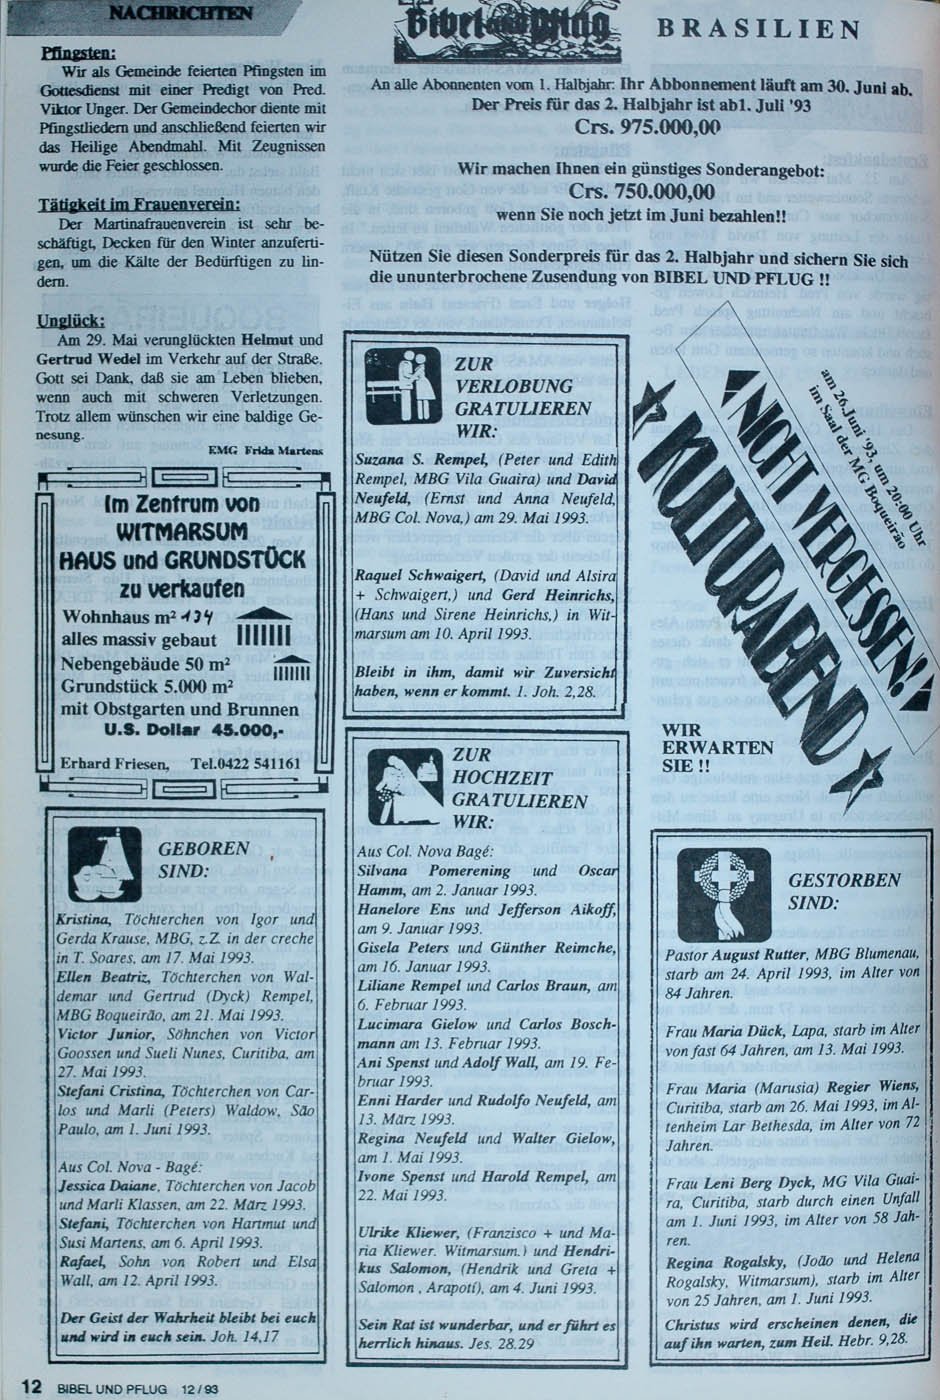 NACHRICHTEN
Pfingsten:
Wir als Gemeinde feierten Pfingsten im
Gottesdienst mit einer Predigt von Pred.
Viktor Unger. Der Gemeindechor diente mit
Pfingstliedern und anschließend feierten wir
das Heilige Abendmahl. Mit Zeugnissen
wurde die Feier geschlossen.
Tätigkeit im Frauenverein:
Der Martinafrauenverein ist sehr be-
schäftigt, Decken für den Winter anzuferti-
gen, um die Kälte der Bedürftigen zu lin-
dern.
Unglück:
Am 29. Mai verunglückten Helmut und
Gertrud Wedel im Verkehr auf der Straße.
Gott sei Dank, daß sie am Leben blieben,
wenn auch mit schweren Verletzungen.
Trotz allem wünschen wir eine baldige Ge-
nesung.
EMG Frida Martens
Im Zentrum von
WITMARSUM
HAUS und GRUNDSTÜCK
zu verkaufen
Wohnhaus m² 134
alles massiv gebaut
Nebengebäude 50 m²
Grundstück 5.000 m²
mit Obstgarten und Brunnen
U.S. Dollar 45.000,-
Erhard Friesen, Tel.0422 541161
GEBOREN
SIND:
Kristina, Töchterchen von Igor und
Gerda Krause, MBG, z.Z. in der creche
in T. Soares, am 17. Mai 1993.
Ellen Beatriz, Töchterchen von Wal-
demar und Gertrud (Dyck) Rempel,
MBG Boqueirão, am 21. Mai 1993.
Victor Junior, Söhnchen von Victor
Goossen und Sueli Nunes, Curitiba, am
27. Mai 1993.
Stefani Cristina, Töchterchen von Car-
los und Marli (Peters) Waldow, São
Paulo, am 1. Juni 1993.
Aus Col. Nova - Bagé:
Jessica Daiane, Töchterchen von Jacob
und Marli Klassen, am 22. März 1993.
Stefani, Töchterchen von Hartmut und
Susi Martens, am 6. April 1993.
Rafael, Sohn von Robert und Elsa
Wall, am 12. April 1993.
Der Geist der Wahrheit bleibt bei euch
und wird in euch sein. Joh. 14,17
Bibel und Pflug
BRASILIEN
An alle Abonnenten vom 1. Halbjahr: Ihr Abbonnement läuft am 30. Juni ab.
Der Preis für das 2. Halbjahr ist ab1. Juli '93
Crs. 975.000,00
Wir machen Ihnen ein günstiges Sonderangebot:
Crs. 750.000,00
wenn Sie noch jetzt im Juni bezahlen!!
Nützen Sie diesen Sonderpreis für das 2. Halbjahr und sichern Sie sich
die ununterbrochene Zusendung von BIBEL UND PFLUG !!
ZUR
VERLOBUNG
GRATULIEREN
WIR:
Suzana S. Rempel, (Peter und Edith
Rempel, MBG Vila Guaira) und David
Neufeld, (Ernst und Anna Neufeld,
MBG Col. Nova,) am 29. Mai 1993.
Raquel Schwaigert, (David und Alsira
+ Schwaigert,) und Gerd Heinrichs,
(Hans und Sirene Heinrichs,) in Wit-
marsum am 10. April 1993.
Bleibt in ihm, damit wir Zuversicht
haben, wenn er kommt. 1. Joh. 2,28.
ZUR
HOCHZEIT
GRATULIEREN
WIR:
Aus Col. Nova Bagé:
Silvana Pomerening und Oscar
Hamm, am 2. Januar 1993.
Hanelore Ens und Jefferson Aikoff,
am 9. Januar 1993.
Gisela Peters und Günther Reimche,
am 16. Januar 1993.
Liliane Rempel und Carlos Braun, am
6. Februar 1993.
Lucimara Gielow und Carlos Bosch-
mann am 13. Februar 1993.
Ani Spenst und Adolf Wall, am 19. Fe-
bruar 1993.
Enni Harder und Rudolfo Neufeld, am
13. März 1993.
Regina Neufeld und Walter Gielow,
am 1. Mai 1993.
Ivone Spenst und Harold Rempel, am
22. Mai 1993.
Ulrike Kliewer, (Franzisco + und Ma-
ria Kliewer. Witmarsum.) und Hendri-
kus Salomon, (Hendrik und Greta +
Salomon , Arapotí), am 4. Juni 1993.
Sein Rat ist wunderbar, und er führt es
herrlich hinaus. Jes. 28.29
am 26.Juni '93, um 20:00 Uhr
im Saal der MG Boqueirão
NICHT VERGESSEN!
KULTURABEND
WIR
ERWARTEN
SIE !!
GESTORBEN
SIND:
Pastor August Rutter, MBG Blumenau,
starb am 24. April 1993, im Alter von
84 Jahren.
Frau Maria Dück, Lapa, starb im Alter
von fast 64 Jahren, am 13. Mai 1993.
Frau Maria (Marusia) Regier Wiens,
Curitiba, starb am 26. Mai 1993, im Al-
tenheim Lar Bethesda, im Alter von 72
Jahren.
Frau Leni Berg Dyck, MG Vila Guai-
ra, Curitiba, starb durch einen Unfall
am 1. Juni 1993, im Alter von 58 Jah-
ren.
Regina Rogalsky, (João und Helena
Rogalsky, Witmarsum), starb im Alter
von 25 Jahren, am 1. Juni 1993.
Christus wird erscheinen denen, die
auf ihn warten, zum Heil. Hebr. 9,28.
12 BIBEL UND PFLUG 12/93